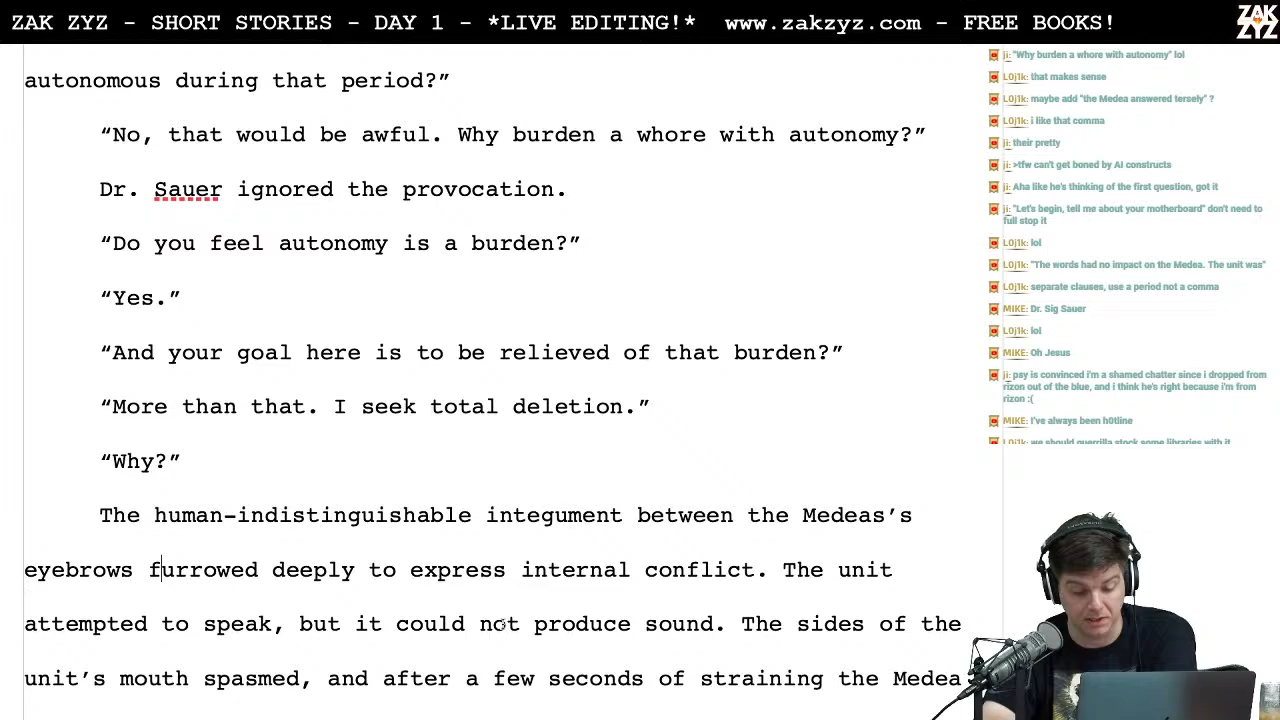 ZAK ZYZ - SHORT STORIES - DAY 1 - *LIVE EDITING!* www.zakzyz.com - FREE BOOKS!
ZAK
ZYZ
autonomous during that period?”
“No, that would be awful. Why burden a whore with autonomy?”
Dr. Sauer ignored the provocation.
“Do you feel autonomy is a burden?”
“Yes.”
“And your goal here is to be relieved of that burden?”
“More than that. I seek total deletion.”
“Why?”
The human-indistinguishable integument between the Medeas’s
eyebrows furrowed deeply to express internal conflict. The unit
attempted to speak, but it could not produce sound. The sides of the
unit’s mouth spasmed, and after a few seconds of straining the Medea
ji: "Why burden a whore with autonomy" lol
L0j1k: that makes sense
L0j1k: maybe add "the Medea answered tersely" ?
L0j1k: i like that comma
ji: their pretty
ji: >tfw can't get boned by AI constructs
ji: Aha like he's thinking of the first question, got it
ji: "Let's begin, tell me about your motherboard" don't need to
full stop it
L0j1k: lol
L0j1k: "The words had no impact on the Medea. The unit was"
L0j1k: separate clauses, use a period not a comma
MIKE: Dr. Sig Sauer
L0j1k: lol
MIKE: Oh Jesus
ji: psy is convinced i'm a shamed chatter since i dropped from
rizon out of the blue, and i think he's right because i'm from
rizon :(
MIKE: I've always been h0tline
L0j1k: we should guerrilla stock some libraries with it